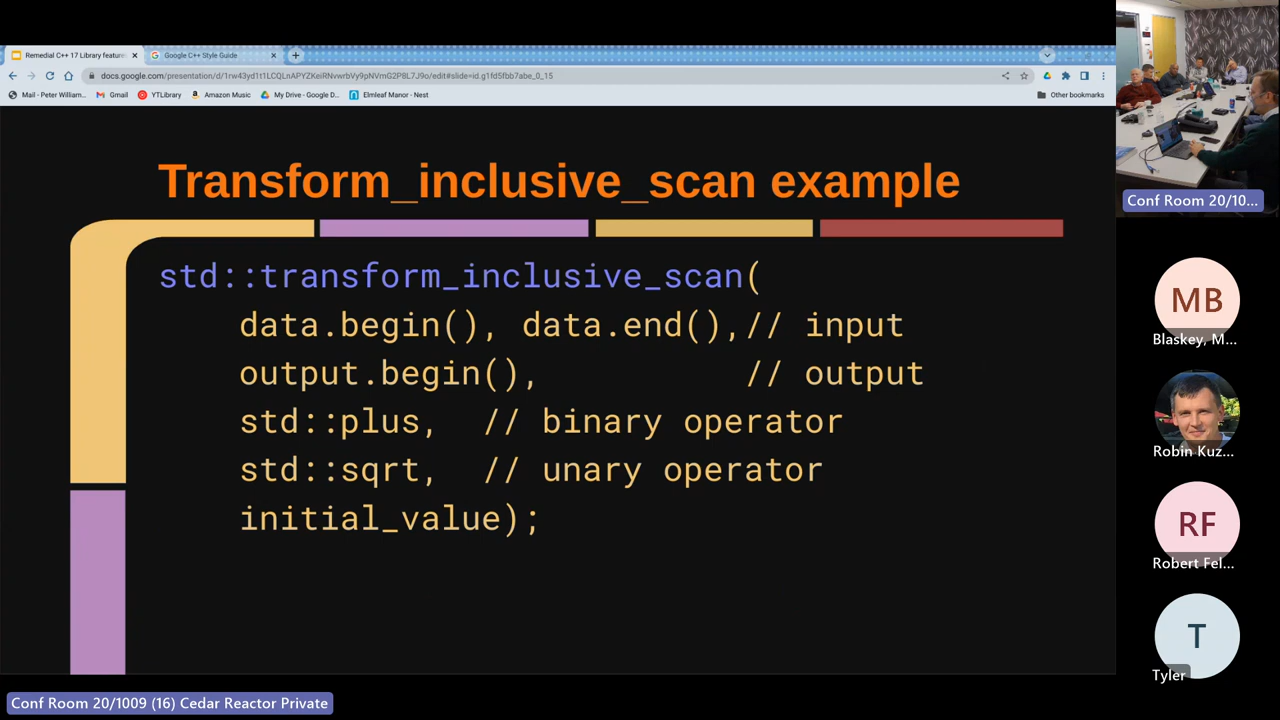 Remedial C++ 17 Library feature
Google C++ Style Guide
docs.google.com/presentation/d/1rw43yd1t1LCQLnAPYZKeiRNvwrbVy9pNVmG2P8L7J9o/edit#slide=id.g1fd5fbb7abe_0_15
Mail - Peter William...
Gmail
YTLibrary
Amazon Music
My Drive - Google D...
Elmleaf Manor - Nest
Other bookmarks
Transform_inclusive_scan example
std::transform_inclusive_scan(
data.begin(), data.end(),// input
output.begin(), // output
std::plus, // binary operator
std::sqrt, // unary operator
initial_value);
Conf Room 20/10...
MB
Blaskey, M...
Robin Kuz...
RF
Robert Fel...
T
Tyler
Conf Room 20/1009 (16) Cedar Reactor Private